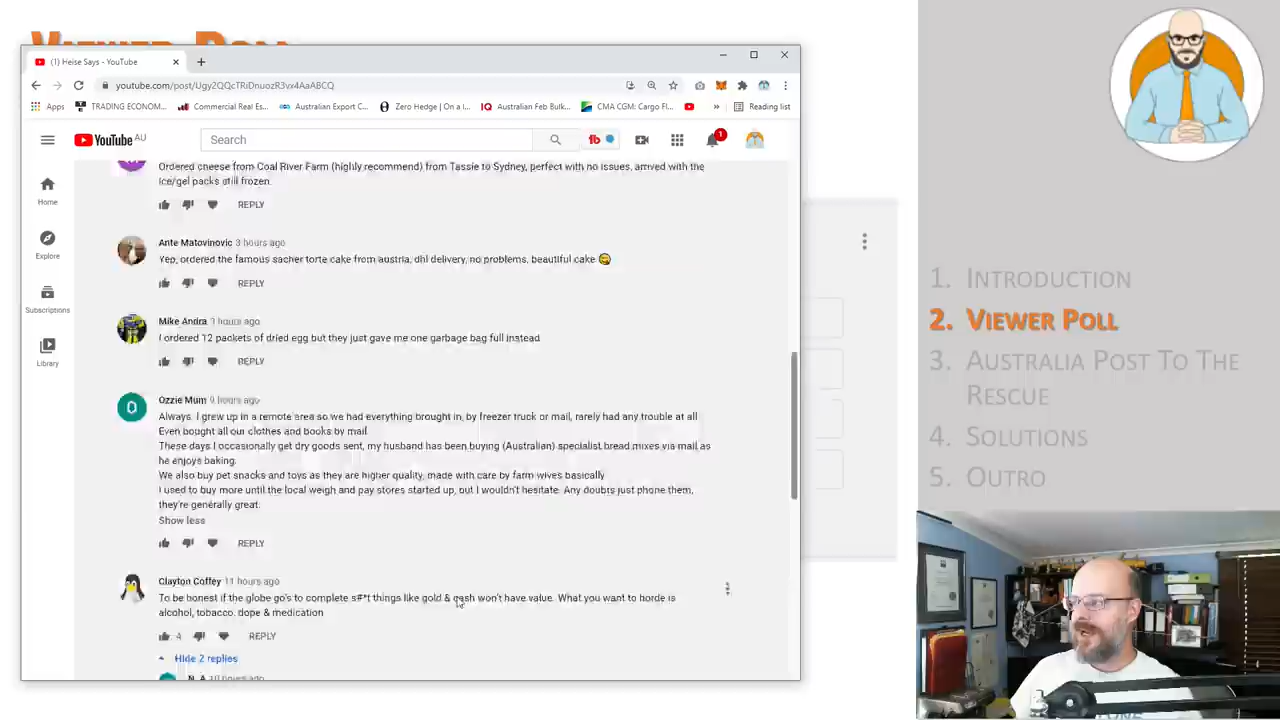 VIEWER POLL
(1) Heise Says - YouTube
youtube.com/post/Ugy2QQcTRiDnuozR3vx4AaABCQ
Apps
TRADING ECONOM...
Commercial Real Es...
Australian Export C...
Zero Hedge | On a l...
Australian Feb Bulk...
CMA CGM: Cargo Fl...
»
Reading list
YouTube AU
Search
1
Home
Explore
Subscriptions
Library
Ordered cheese from Coal River Farm (highly recommend) from Tassie to Sydney, perfect with no issues, arrived with the
ice/gel packs still frozen.
REPLY
Ante Matovinovic 3 hours ago
Yep, ordered the famous sacher torte cake from austria, dhl delivery, no problems, beautiful cake 😋
REPLY
Mike Andra 3 hours ago
I ordered 12 packets of dried egg but they just gave me one garbage bag full instead
REPLY
Ozzie Mum 9 hours ago
Always. I grew up in a remote area so we had everything brought in, by freezer truck or mail, rarely had any trouble at all
Even bought all our clothes and books by mail.
These days I occasionally get dry goods sent, my husband has been buying (Australian) specialist bread mixes via mail as
he enjoys baking.
We also buy pet snacks and toys as they are higher quality, made with care by farm wives basically
I used to buy more until the local weigh and pay stores started up, but I wouldn't hesitate. Any doubts just phone them,
they're generally great.
Show less
REPLY
Clayton Coffey 11 hours ago
To be honest if the globe go's to complete s#*t things like gold & cash won't have value. What you want to horde is
alcohol, tobacco. dope & medication
4 REPLY
Hide 2 replies
N. A 10 hours ago
1. INTRODUCTION
2. VIEWER POLL
3. AUSTRALIA POST TO THE
RESCUE
4. SOLUTIONS
5. OUTRO